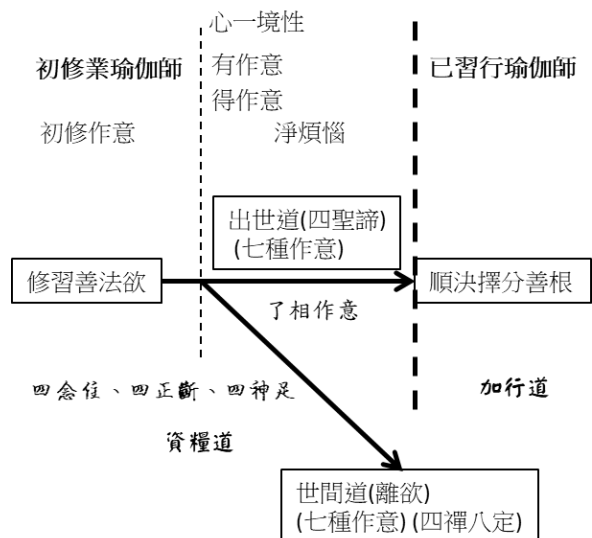 心一境性
初修業瑜伽師
有作意
已習行瑜伽師
得作意
初修作意
淨煩惱
出世道(四聖諦)
(七種作意)
修習善法欲
順決擇分善根
了相作意
四念住、四正斷、四神足
加行道
資糧道
世間道(離欲)
(七種作意) (四禪八定)